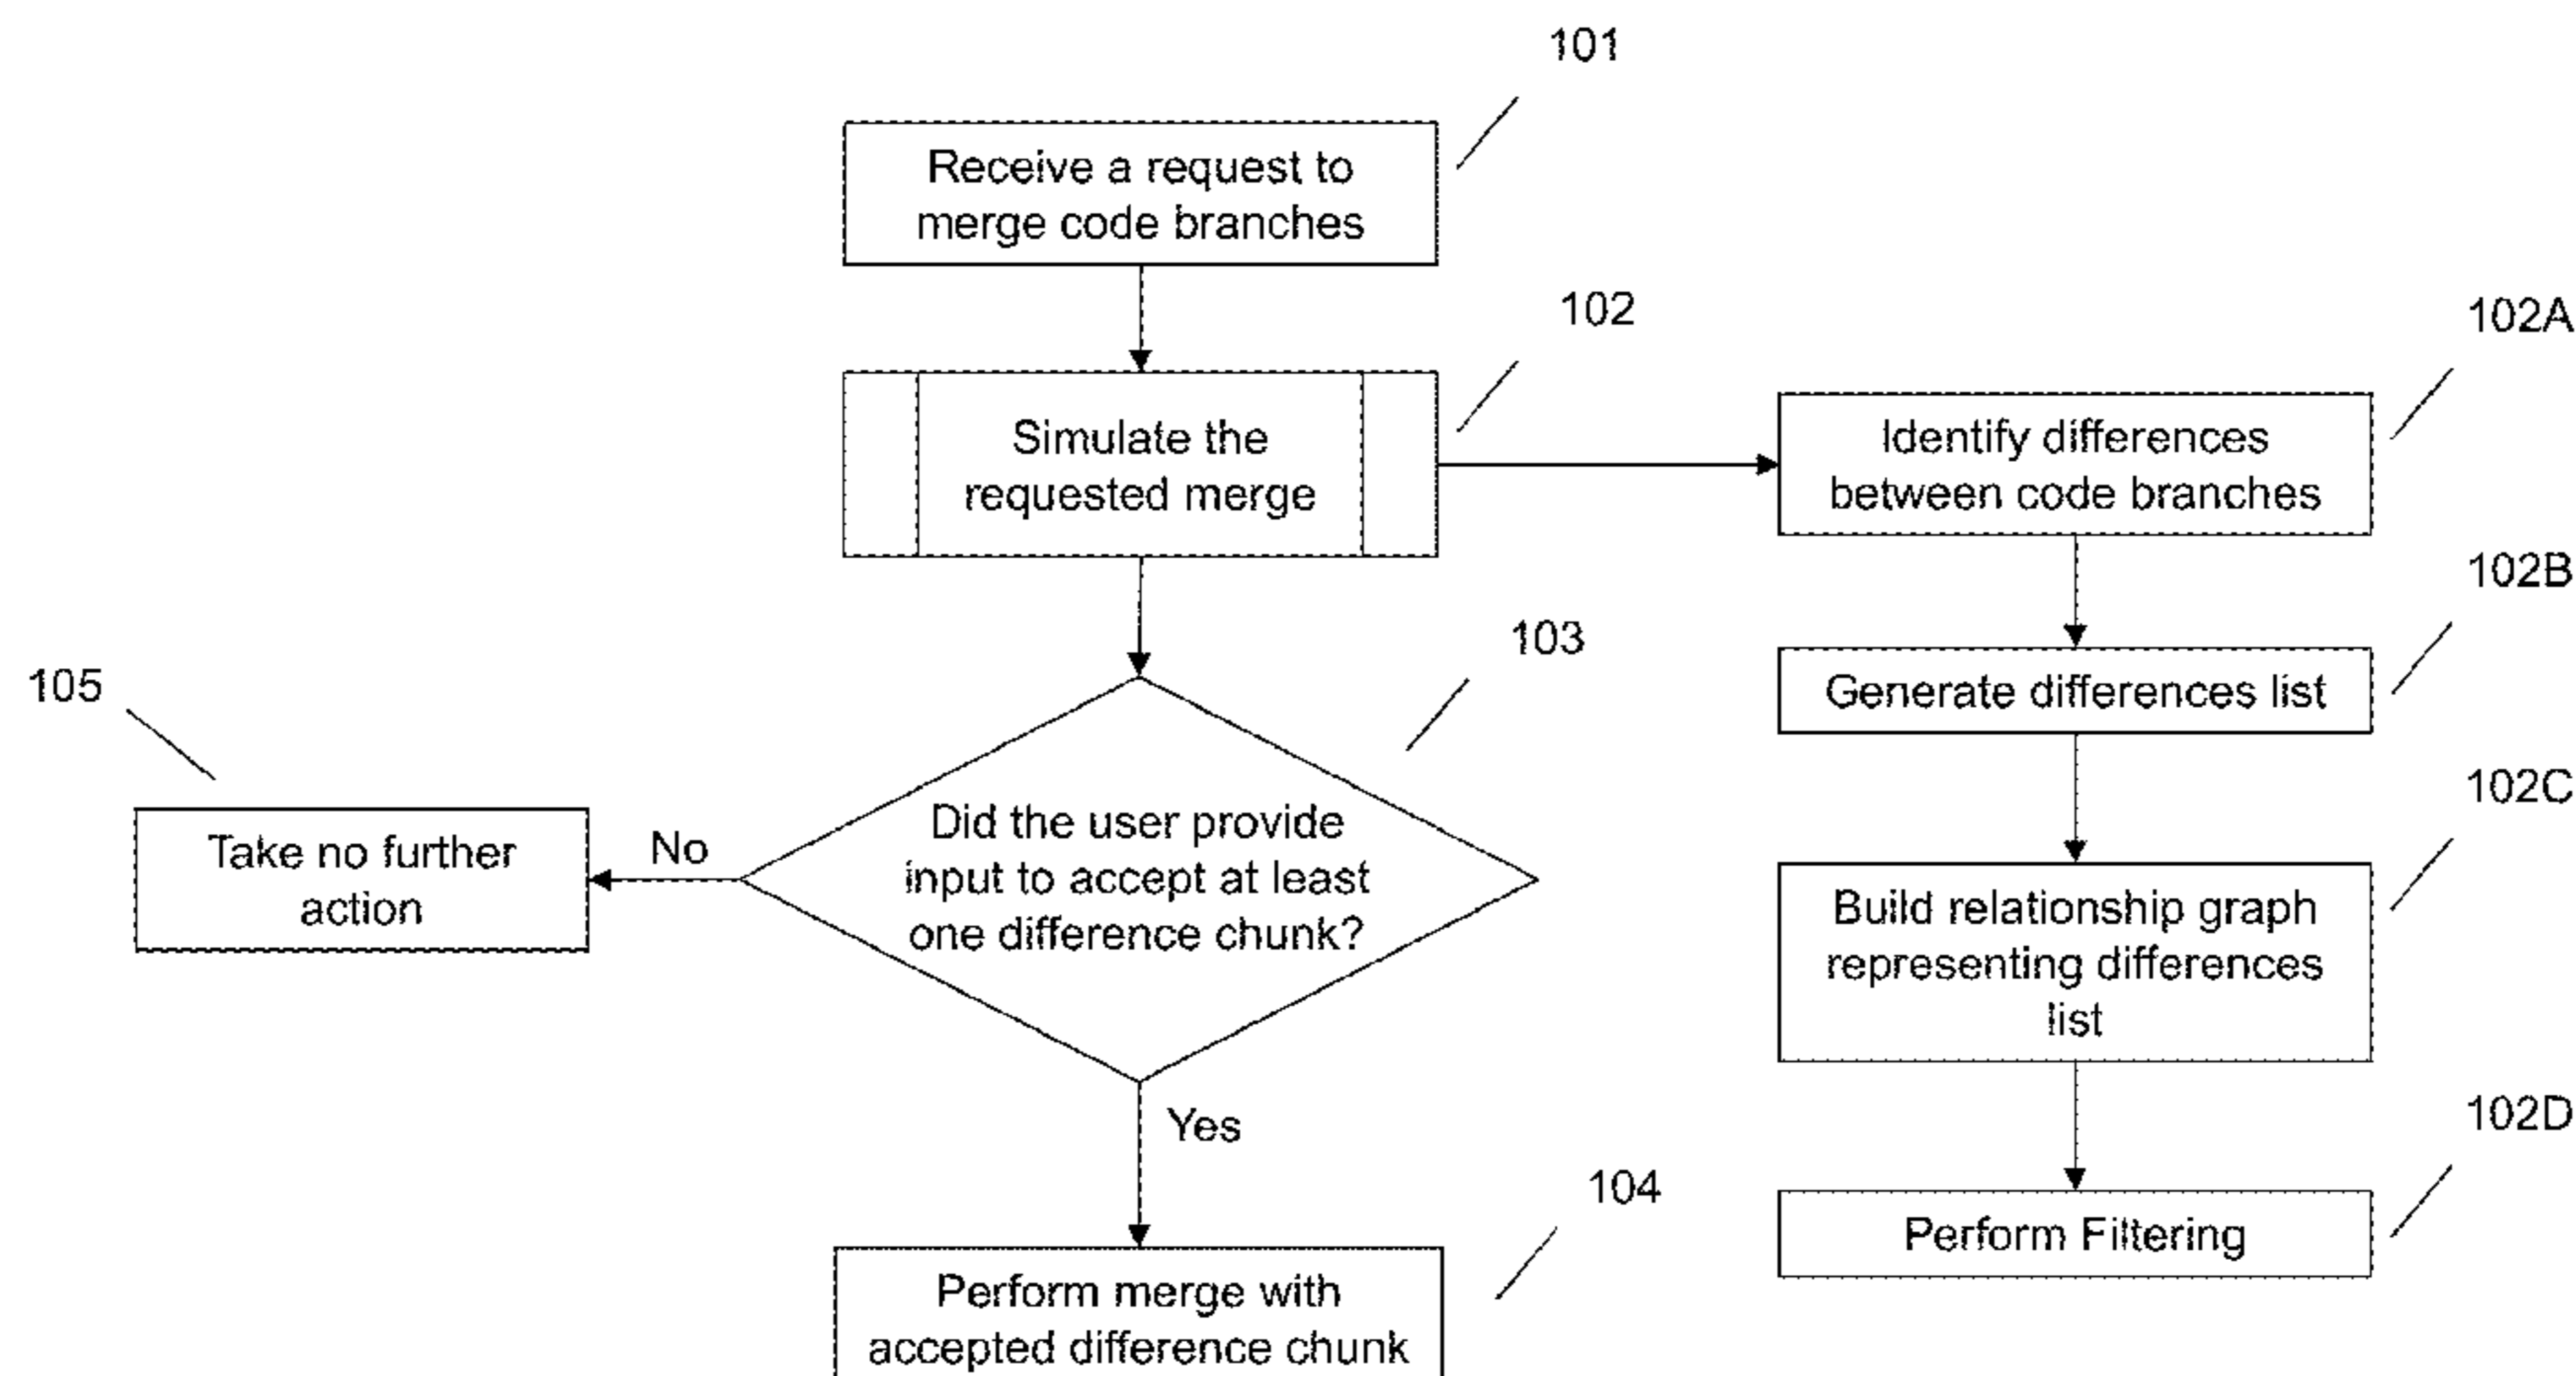 101
Receive a request to
merge code branches
102
Simulate the
requested merge
102A
Identify differences
between code branches
102B
Generate differences list
103
105
Take no further
action
No
Did the user provide
input to accept at least
one difference chunk?
102C
Build relationship graph
representing differences
list
Yes
102D
Perform Filtering
104
Perform merge with
accepted difference chunk